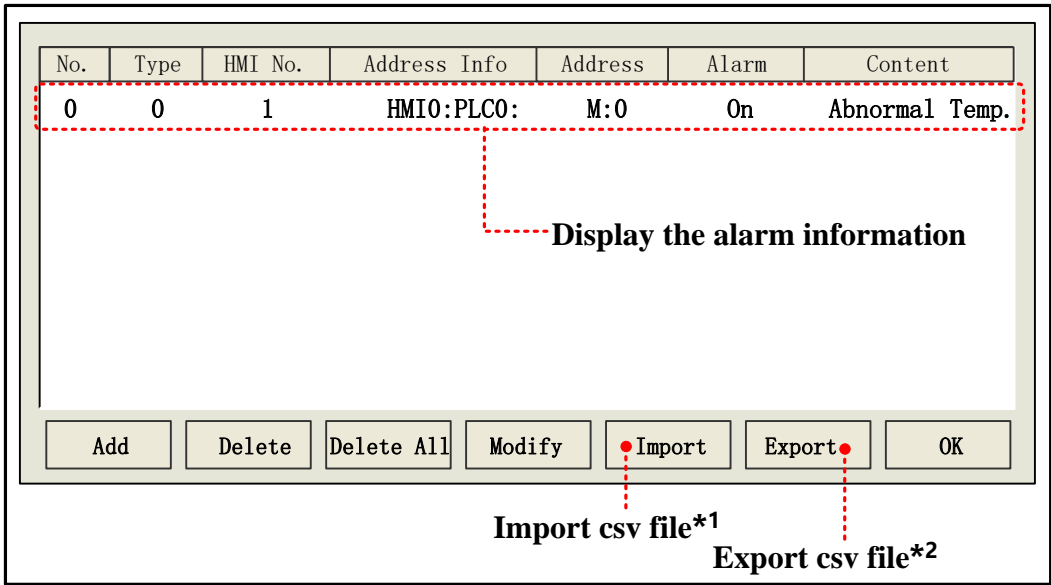 No. Type HMI No. Address Info Address Alarm Content
0 0 1 HMI0:PLC0: M:0 On Abnormal Temp.
Display the alarm information
Add Delete Delete All Modify Import Export OK
Import csv file*1
Export csv file*2